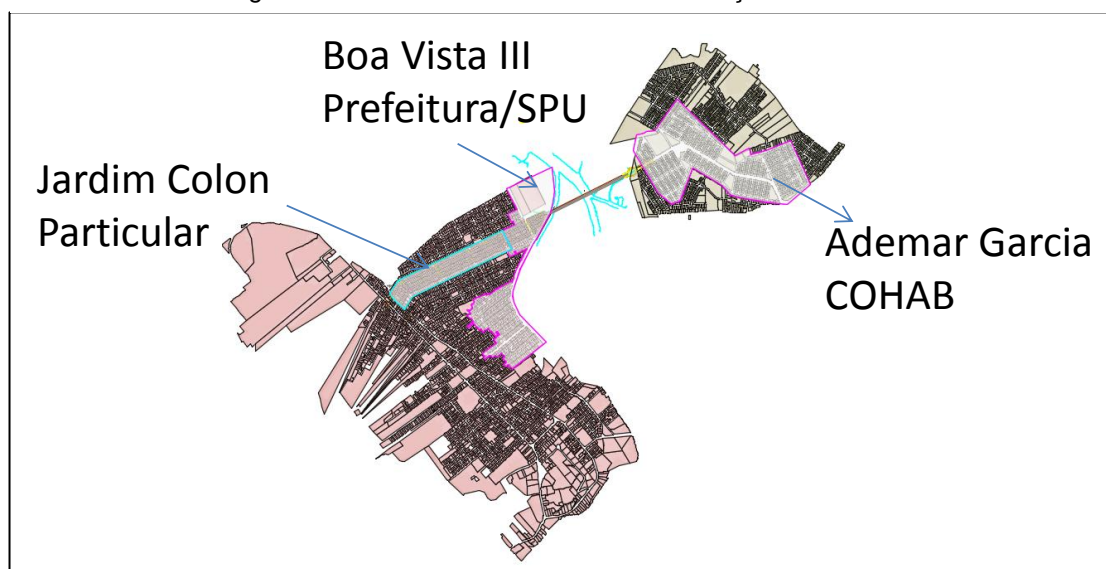 Boa Vista III
Prefeitura/SPU
Jardim Colon
Particular
Ademar Garcia
COHAB